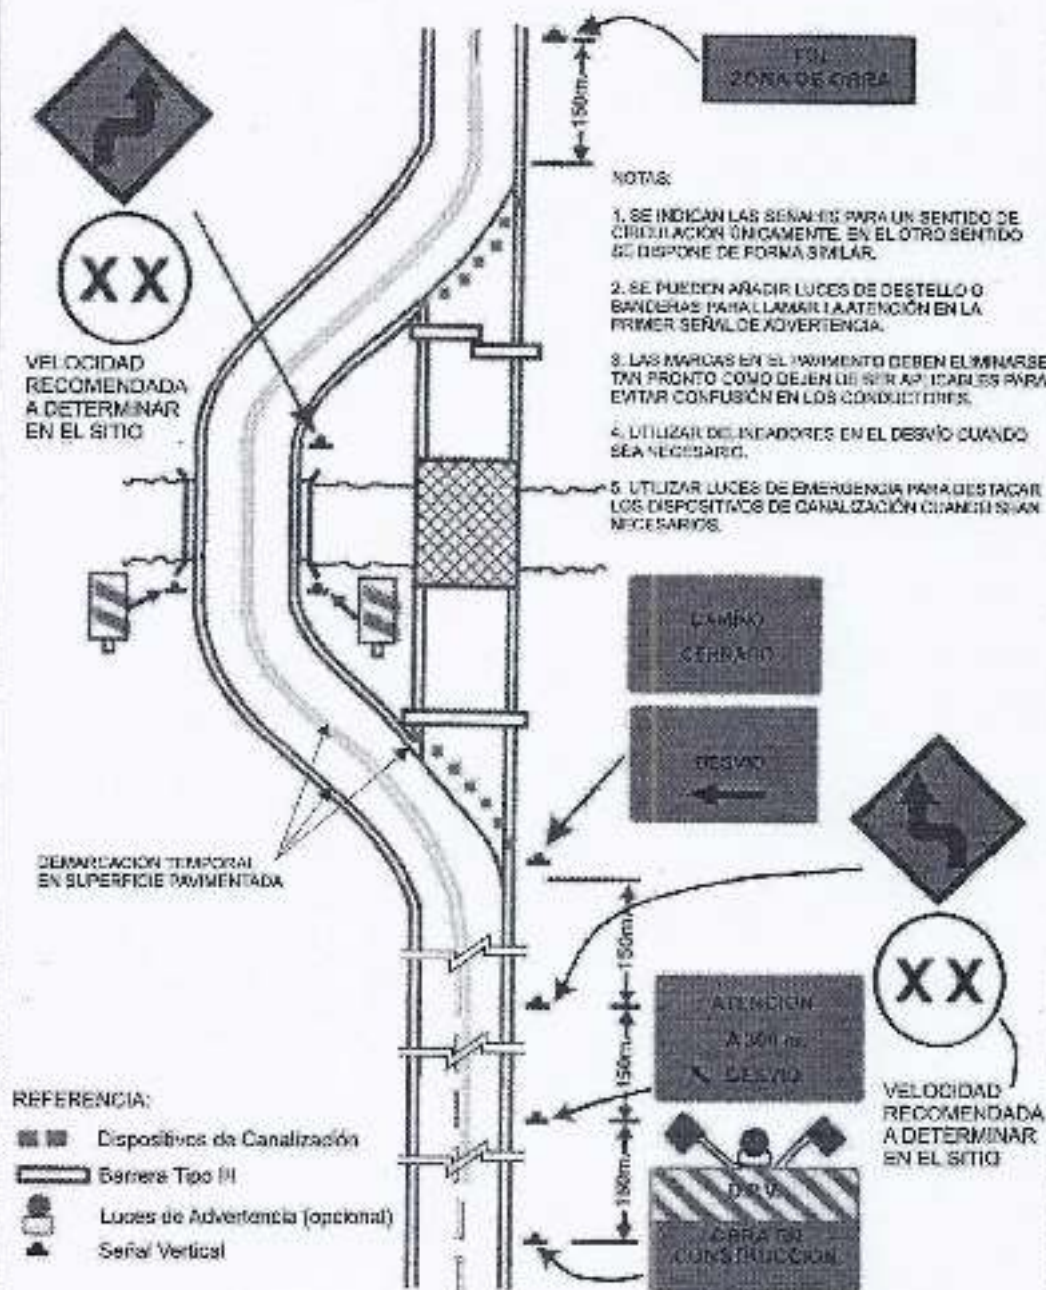 FIN
ZONA DE OBRA
XX
VELOCIDAD
RECOMENDADA
A DETERMINAR
EN EL SITIO
150m
NOTAS:
1. SE INDICAN LAS SEÑALES PARA UN SENTIDO DE
CIRCULACIÓN ÚNICAMENTE, EN EL OTRO SENTIDO
SE DISPONE DE FORMA SIMILAR.
2. SE PUEDEN AÑADIR LUCES DE DESTELLO O
BANDERAS PARA LLAMAR LA ATENCIÓN EN LA
PRIMER SEÑAL DE ADVERTENCIA.
3. LAS MARCAS EN EL PAVIMENTO DEBEN ELIMINARSE
TAN PRONTO COMO DEJEN DE SER APLICABLES PARA
EVITAR CONFUSIÓN EN LOS CONDUCTORES.
4. UTILIZAR DELINEADORES EN EL DESVÍO CUANDO
SEA NECESARIO.
5. UTILIZAR LUCES DE EMERGENCIA PARA DESTACAR
LOS DISPOSITIVOS DE CANALIZACIÓN CUANDO SEAN
NECESARIOS.
CAMINO
CERRADO
DESVIO
DEMARCACIÓN TEMPORAL
EN SUPERFICIE PAVIMENTADA
150m
XX
ATENCION
A 300 m.
DESVIO
150m
VELOCIDAD
RECOMENDADA
A DETERMINAR
EN EL SITIO
150m
D.P.V.
OBRA EN
CONSTRUCCION
REFERENCIA:
Dispositivos de Canalización
Barrera Tipo III
Luces de Advertencia (opcional)
Señal Vertical